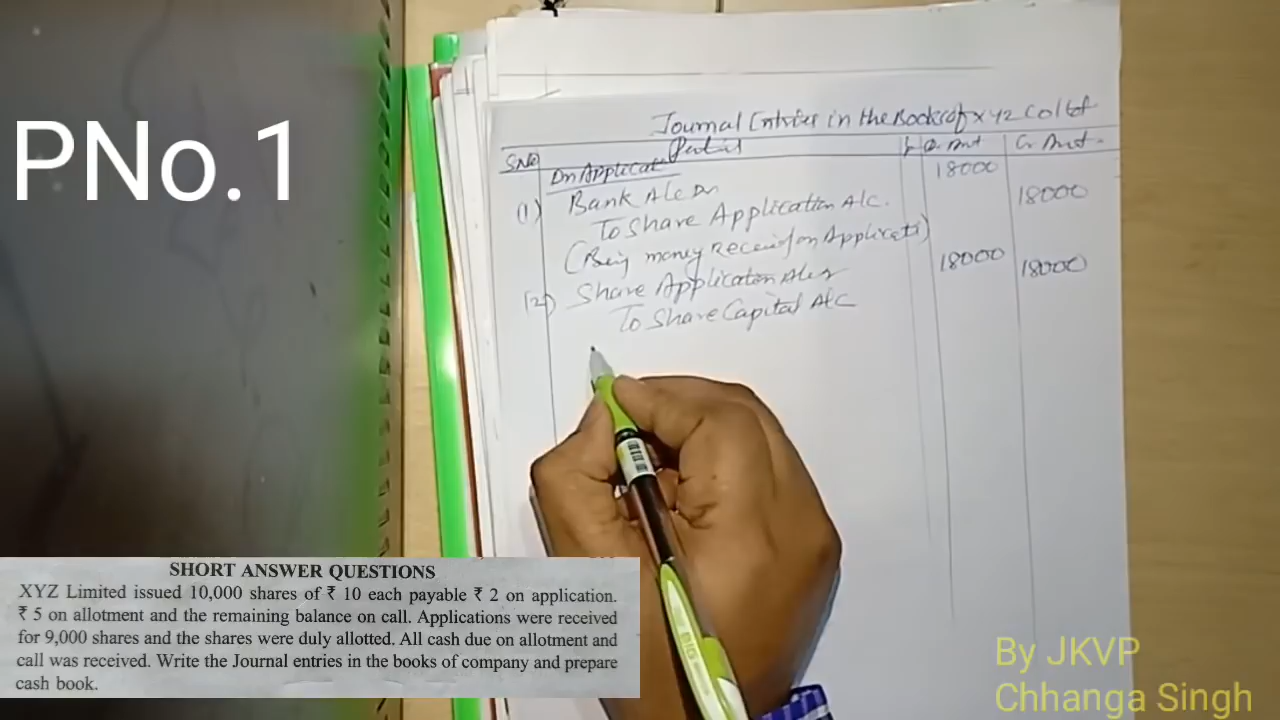 PNo.1
Journal Entries in the Books of XYZ Co Ltd
SNo Dr. Amt Cr Amt.
On Applicat 18000
(1) Bank A/c Dr
To Share Application A/c. 18000
(Being money Received on Applicati)
(2) Share Application A/c 18000
To Share Capital A/C 18000
SHORT ANSWER QUESTIONS
XYZ Limited issued 10,000 shares of ₹ 10 each payable ₹ 2 on application.
₹ 5 on allotment and the remaining balance on call. Applications were received
for 9,000 shares and the shares were duly allotted. All cash due on allotment and
call was received. Write the Journal entries in the books of company and prepare
cash book.
By JKVP
Chhanga Singh